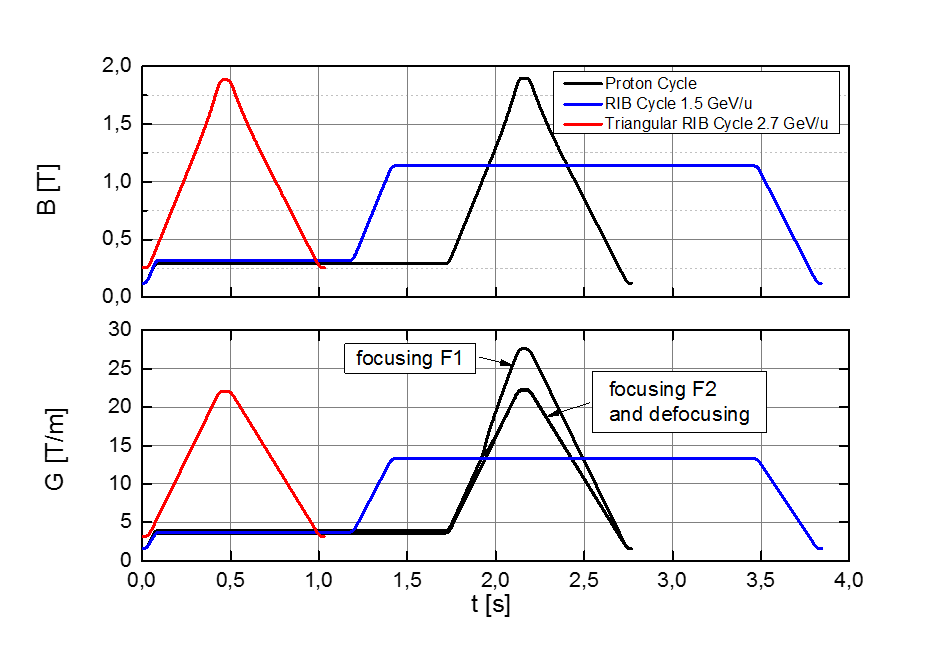 2,0
1,5
1,0
0,5
0,0
B [T]
Proton Cycle
RIB Cycle 1.5 GeV/u
Triangular RIB Cycle 2.7 GeV/u
30
25
20
15
10
5
0
G [T/m]
focusing F1
focusing F2
and defocusing
0,0 0,5 1,0 1,5 2,0 2,5 3,0 3,5 4,0
t [s]